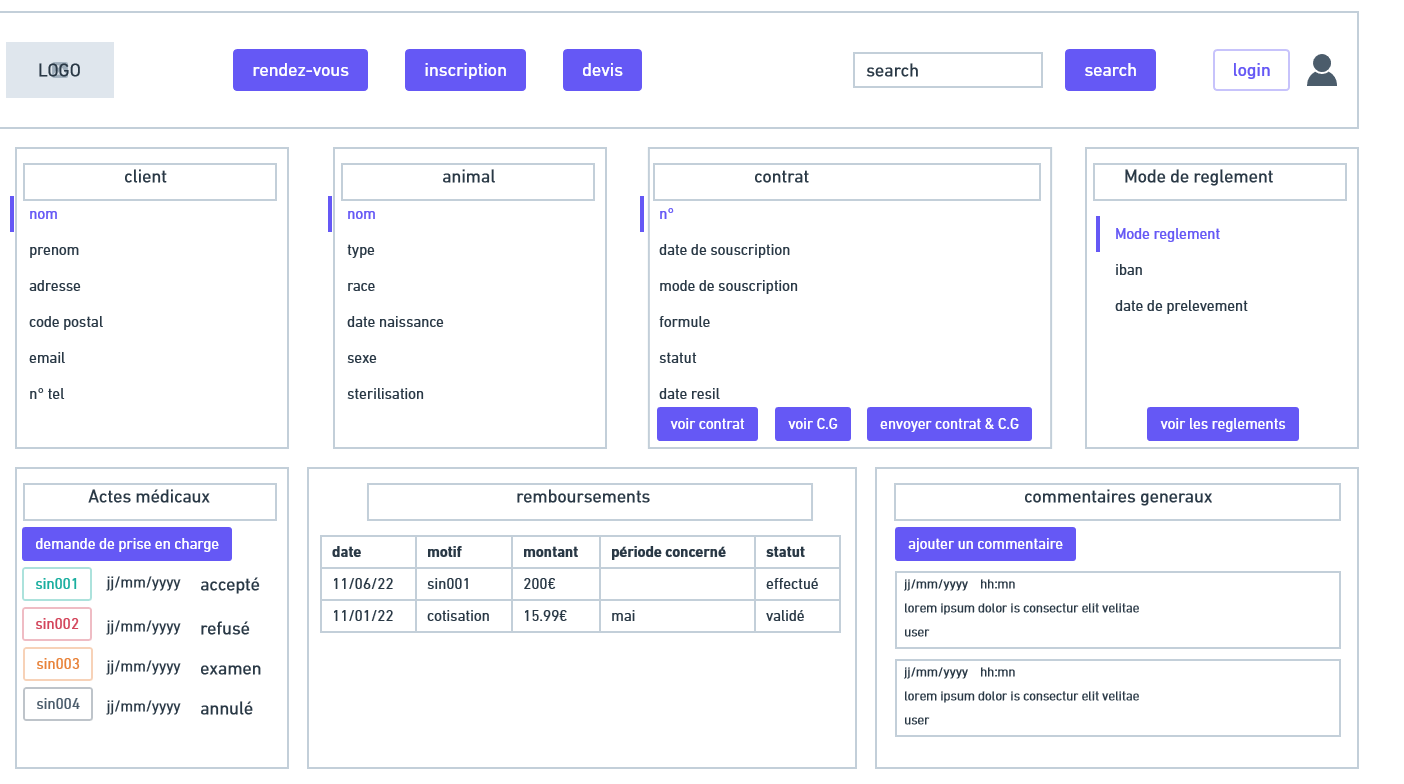 LOGO
rendez-vous
inscription
devis
search
search
login
client
nom
prenom
adresse
code postal
email
n° tel
animal
nom
type
race
date naissance
sexe
sterilisation
contrat
n°
date de souscription
mode de souscription
formule
statut
date resil
voir contrat
voir C.G
envoyer contrat & C.G
Mode de reglement
Mode reglement
iban
date de prelevement
voir les reglements
Actes médicaux
demande de prise en charge
sin001 jj/mm/yyyy accepté
sin002 jj/mm/yyyy refusé
sin003 jj/mm/yyyy examen
sin004 jj/mm/yyyy annulé
remboursements
date motif montant période concerné statut
11/06/22 sin001 200€ effectué
11/01/22 cotisation 15.99€ mai validé
commentaires generaux
ajouter un commentaire
jj/mm/yyyy hh:mn
lorem ipsum dolor is consectur elit velitae
user
jj/mm/yyyy hh:mn
lorem ipsum dolor is consectur elit velitae
user